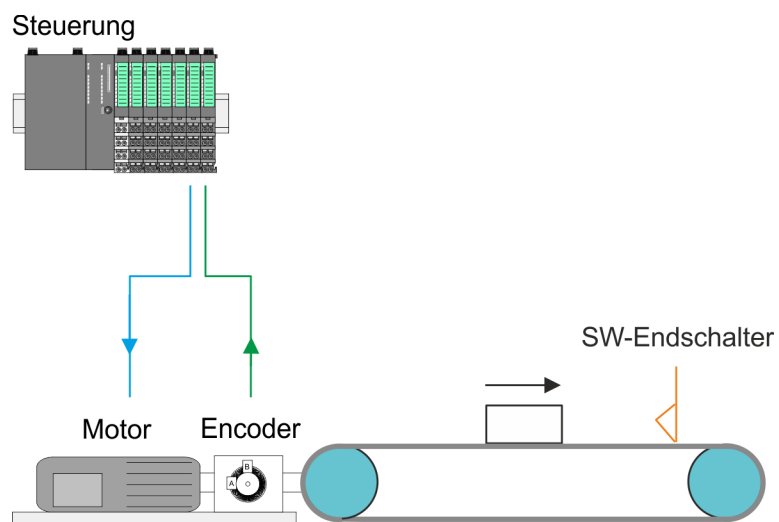 Steuerung
SW-Endschalter
Motor
Encoder
B
A